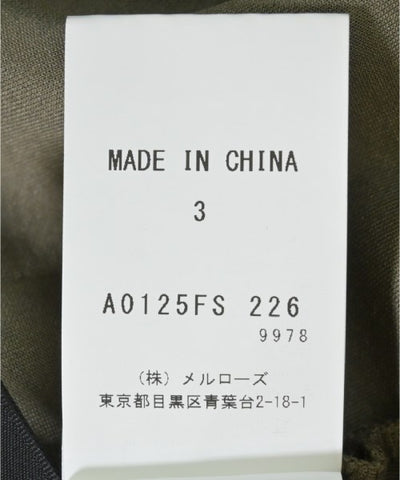 MADE IN CHINA
3
A0125FS 226
9978
（株）メルローズ
東京都目黒区青葉台2-18-1